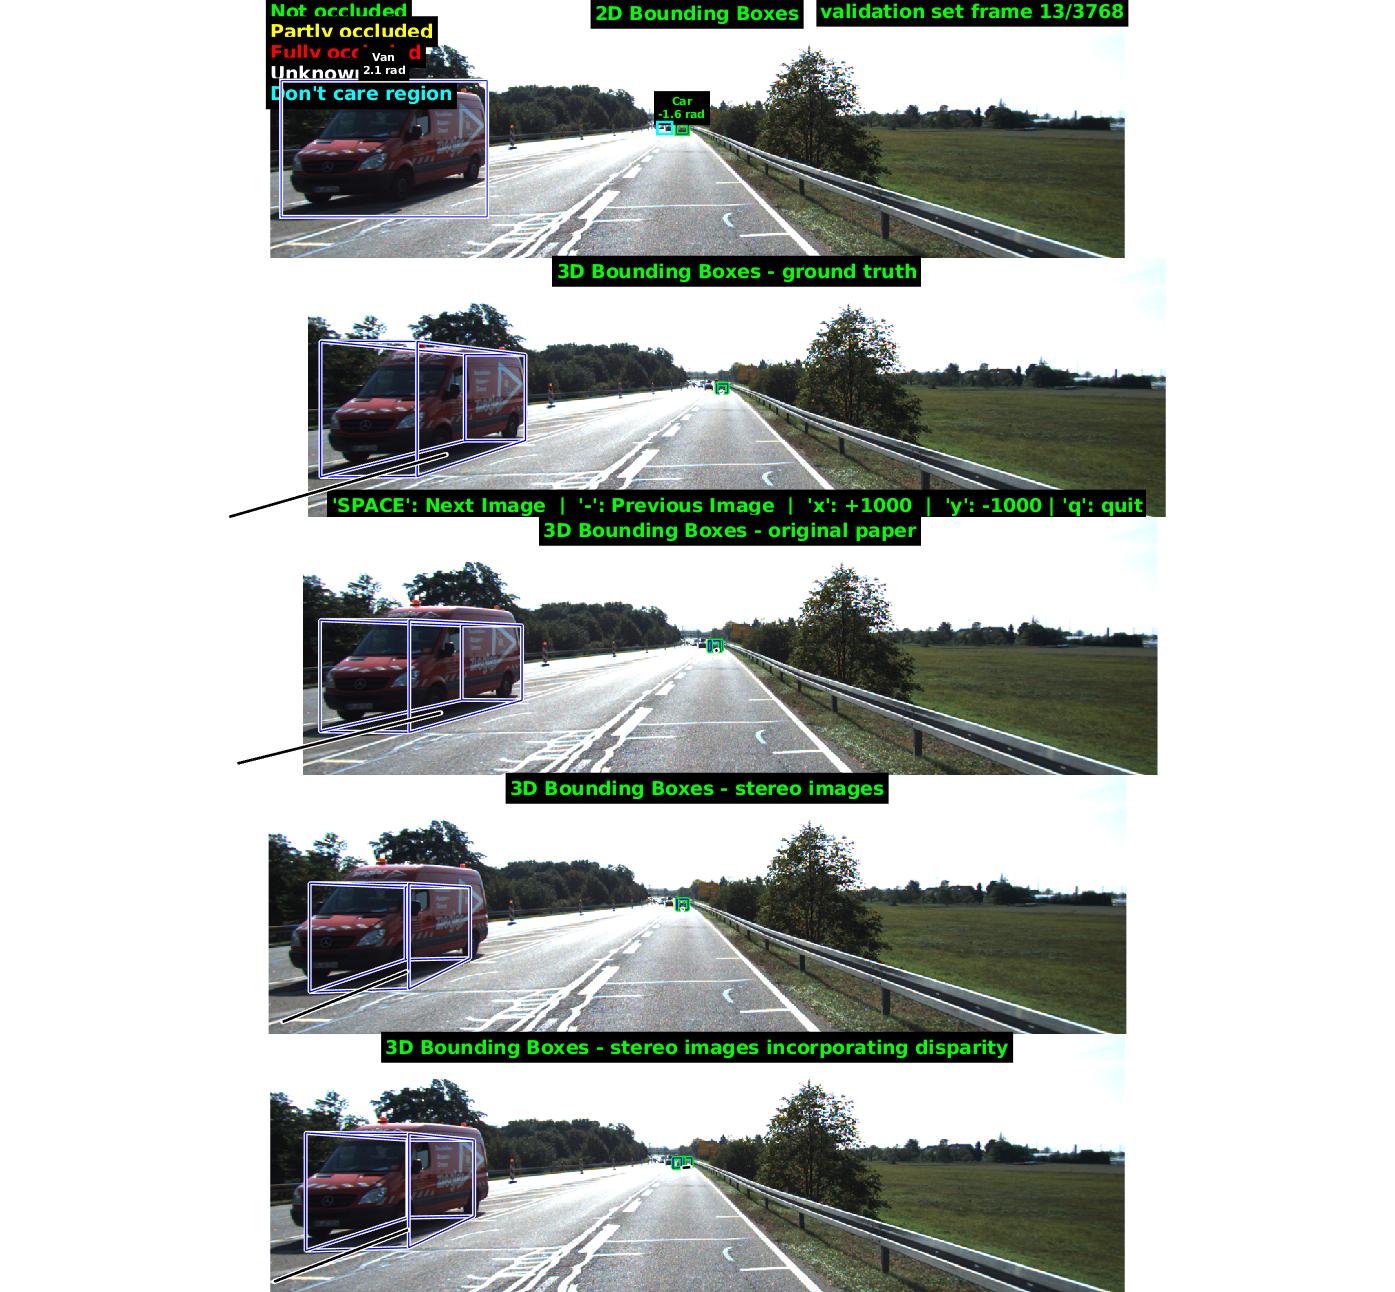 Not occluded
2D Bounding Boxes
validation set frame 13/3768
Partly occluded
Fully
Van
2.1 rad
Don't care region
Car
-1.6 rad
3D Bounding Boxes - ground truth
'SPACE': Next Image | '-': Previous Image | 'x': +1000 | 'y': -1000 | 'q': quit
3D Bounding Boxes - original paper
3D Bounding Boxes - stereo images
3D Bounding Boxes - stereo images incorporating disparity